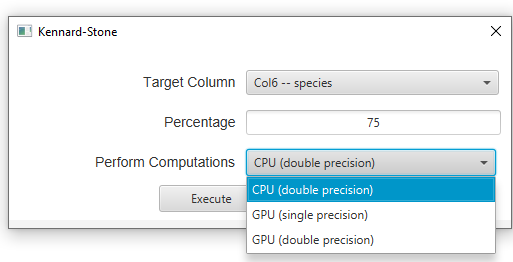 Kennard-Stone
Target Column Col6 -- species
Percentage 75
Perform Computations CPU (double precision)
CPU (double precision)
Execute GPU (single precision)
GPU (double precision)